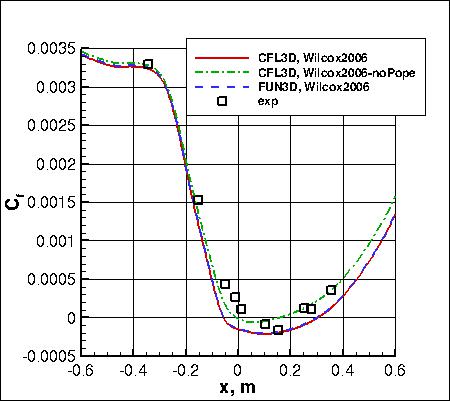 CFL3D, Wilcox2006
CFL3D, Wilcox2006-noPope
FUN3D, Wilcox2006
exp
0.0035
0.003
0.0025
0.002
0.0015
0.001
0.0005
0
-0.0005
Cf
-0.6 -0.4 -0.2 0 0.2 0.4 0.6
x, m